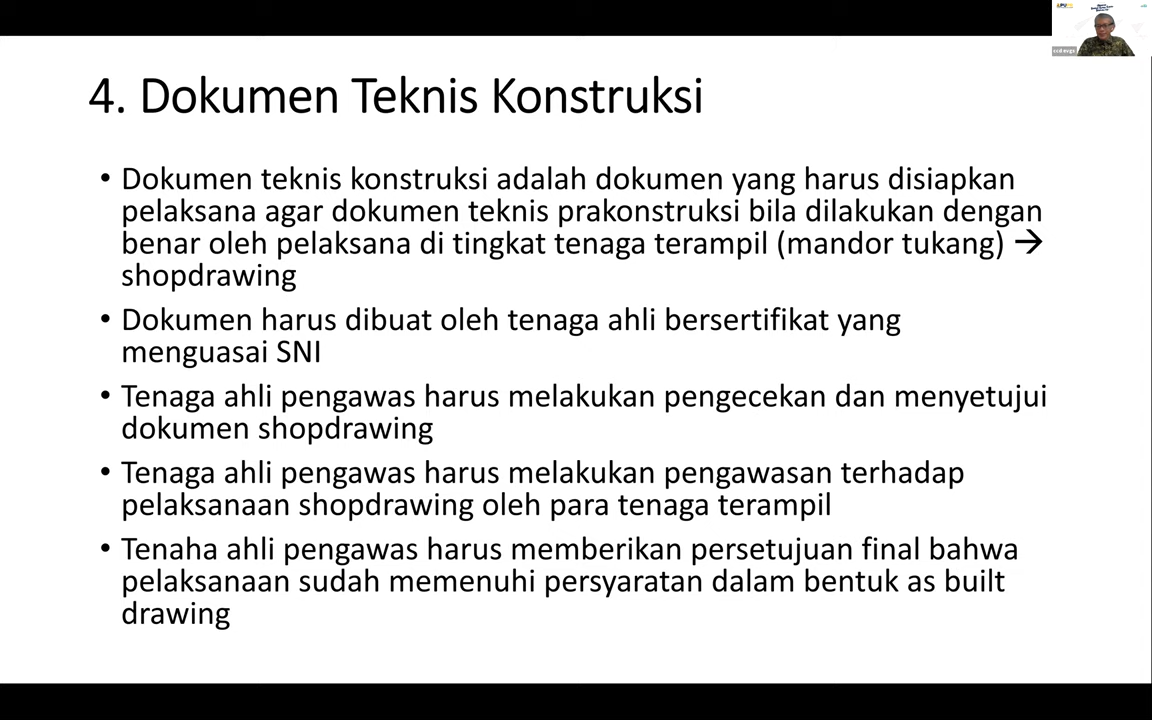 4. Dokumen Teknis Konstruksi
• Dokumen teknis konstruksi adalah dokumen yang harus disiapkan
pelaksana agar dokumen teknis prakonstruksi bila dilakukan dengan
benar oleh pelaksana di tingkat tenaga terampil (mandor tukang) →
shopdrawing
• Dokumen harus dibuat oleh tenaga ahli bersertifikat yang
menguasai SNI
• Tenaga ahli pengawas harus melakukan pengecekan dan menyetujui
dokumen shopdrawing
• Tenaga ahli pengawas harus melakukan pengawasan terhadap
pelaksanaan shopdrawing oleh para tenaga terampil
• Tenaha ahli pengawas harus memberikan persetujuan final bahwa
pelaksanaan sudah memenuhi persyaratan dalam bentuk as built
drawing